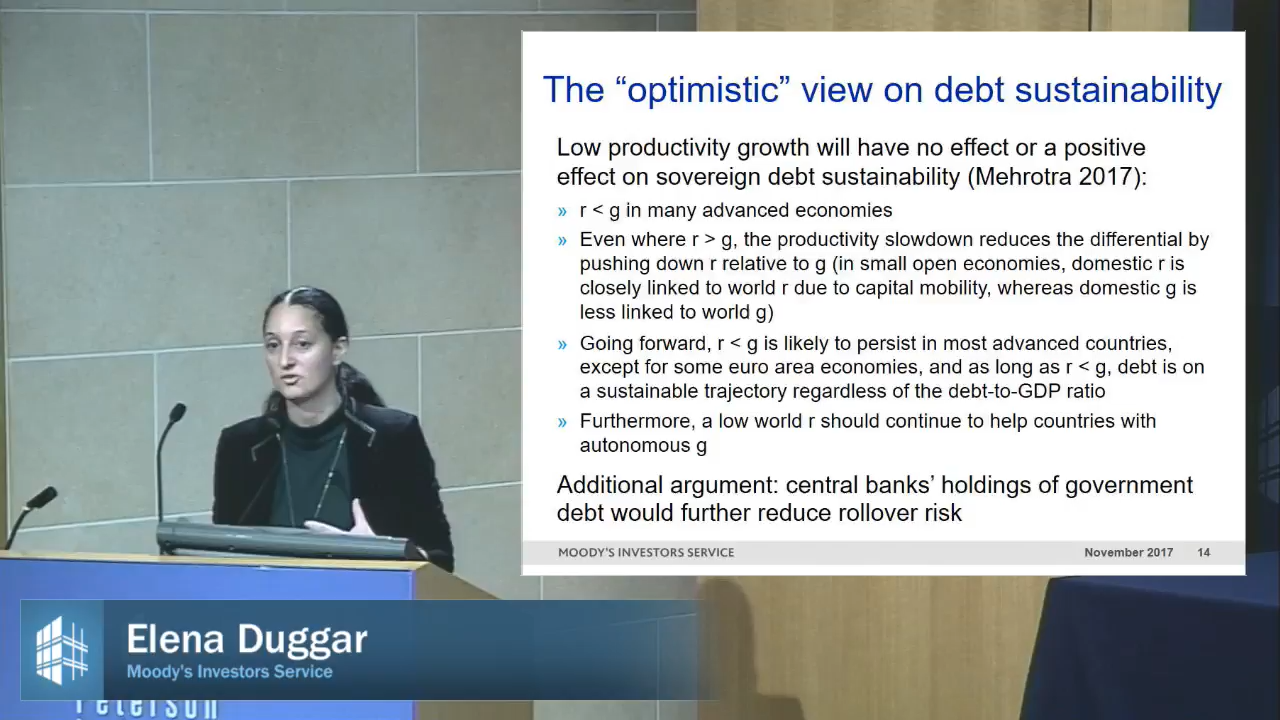 The “optimistic” view on debt sustainability
Low productivity growth will have no effect or a positive
effect on sovereign debt sustainability (Mehrotra 2017):
» r < g in many advanced economies
» Even where r > g, the productivity slowdown reduces the differential by
pushing down r relative to g (in small open economies, domestic r is
closely linked to world r due to capital mobility, whereas domestic g is
less linked to world g)
» Going forward, r < g is likely to persist in most advanced countries,
except for some euro area economies, and as long as r < g, debt is on
a sustainable trajectory regardless of the debt-to-GDP ratio
» Furthermore, a low world r should continue to help countries with
autonomous g
Additional argument: central banks’ holdings of government
debt would further reduce rollover risk
MOODY'S INVESTORS SERVICE November 2017 14
Elena Duggar
Moody's Investors Service
Peterson